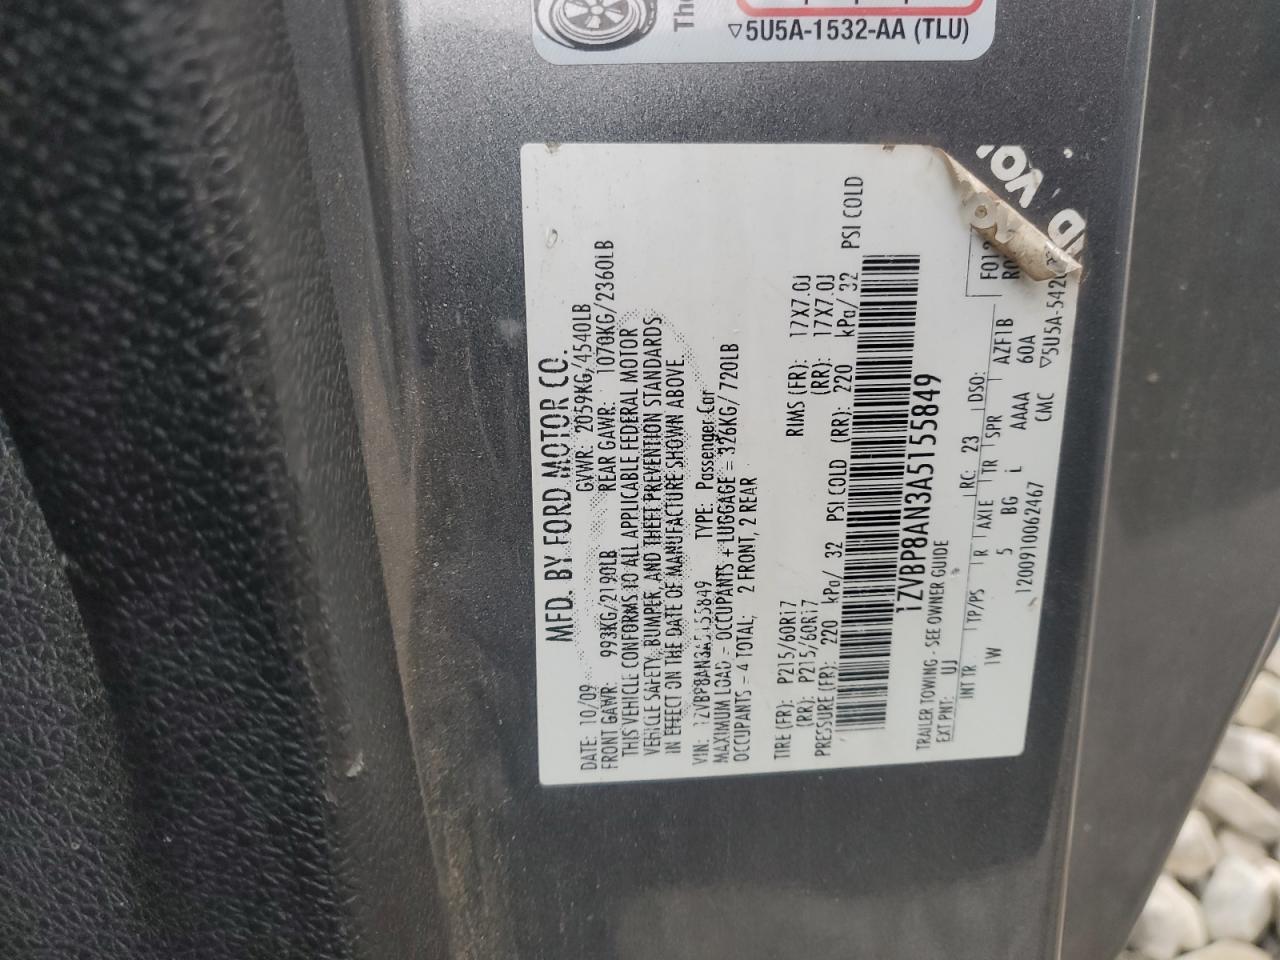 The
▽5U5A-1532-AA (TLU)
MFD. BY FORD MOTOR CO.
DATE: 10/09 GVWR: 2059KG/4540LB
FRONT GAWR: 993KG/2190LB REAR GAWR: 1070KG/2360LB
THIS VEHICLE CONFORMS TO ALL APPLICABLE FEDERAL MOTOR
VEHICLE SAFETY, BUMPER, AND THEFT PREVENTION STANDARDS
IN EFFECT ON THE DATE OF MANUFACTURE SHOWN ABOVE.
VIN: 1ZVBP8AN3A5155849 TYPE: Passenger Car
MAXIMUM LOAD = OCCUPANTS + LUGGAGE = 326KG/720LB
OCCUPANTS = 4 TOTAL; 2 FRONT, 2 REAR
TIRE (FR): P215/60R17 RIMS (FR): 17X7.0J
(RR): P215/60R17 (RR): 17X7.0J
PRESSURE (FR): 220 kPa/ 32 PSI COLD (RR): 220 kPa/ 32 PSI COLD
1ZVBP8AN3A5155849
TRAILER TOWING - SEE OWNER GUIDE
EXT PNT: UJ RC: 23 DSO:
INT TR TP/PS R AXLE TR SPR
1W 5 BG L AAAA AZF1B
60A
1200910062467 CMC
▽5U5A-5420